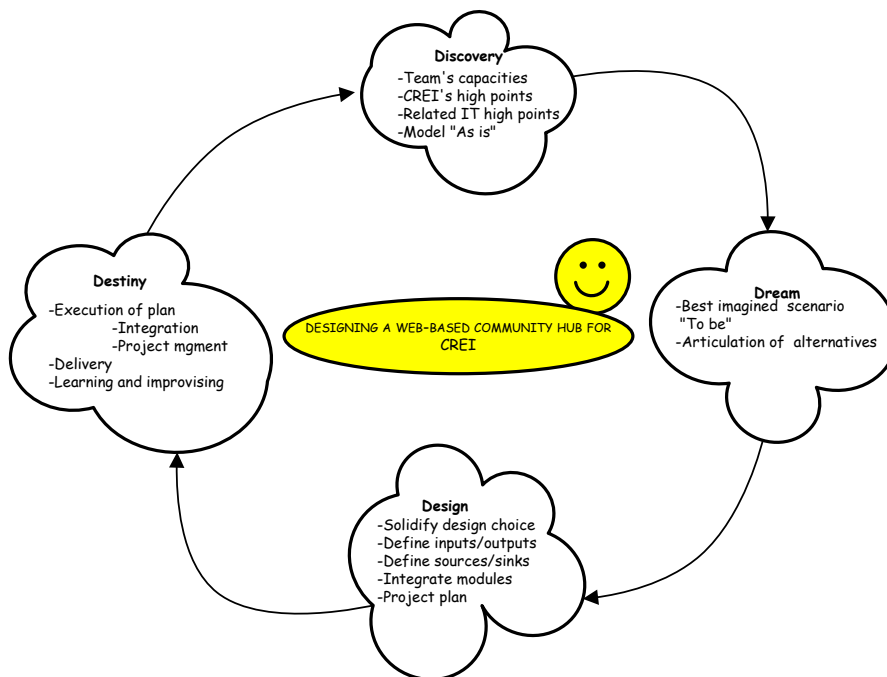 Discovery
-Team's capacities
-CREI's high points
-Related IT high points
-Model "As is"
Dream
-Best imagined scenario
"To be"
-Articulation of alternatives
Design
-Solidify design choice
-Define inputs/outputs
-Define sources/sinks
-Integrate modules
-Project plan
Destiny
-Execution of plan
-Integration
-Project mgment
-Delivery
-Learning and improvising
DESIGNING A WEB-BASED COMMUNITY HUB FOR
CREI